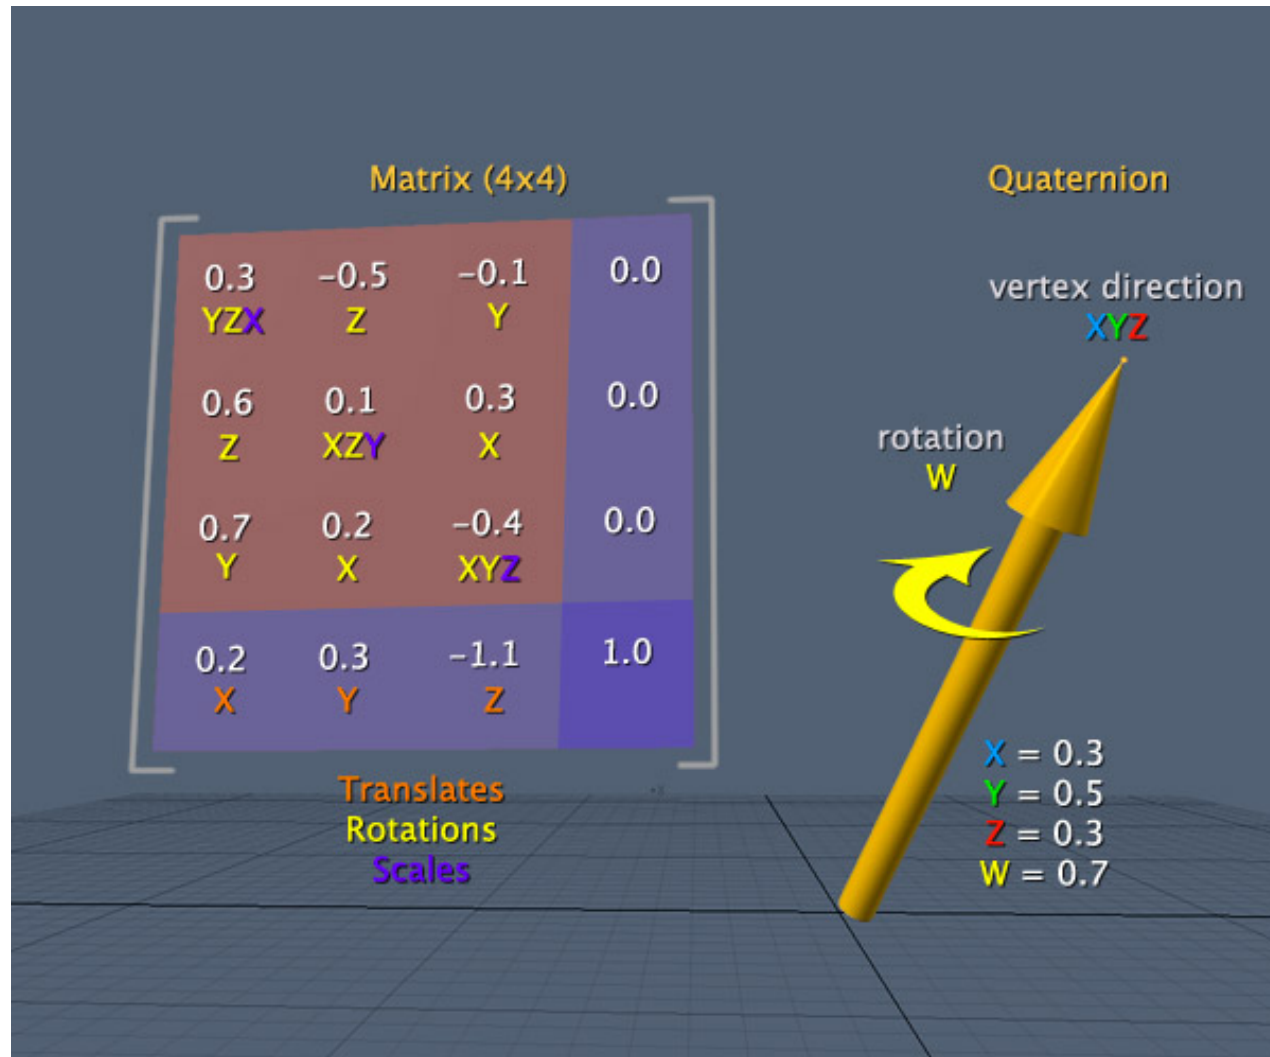 Matrix (4x4)
0.3 -0.5 -0.1 0.0
YZX Z Y
0.6 0.1 0.3 0.0
Z XZY X
0.7 0.2 -0.4 0.0
Y X XYZ
0.2 0.3 -1.1 1.0
X Y Z
Translates
Rotations
Scales
Quaternion
vertex direction
XYZ
rotation
W
X = 0.3
Y = 0.5
Z = 0.3
W = 0.7